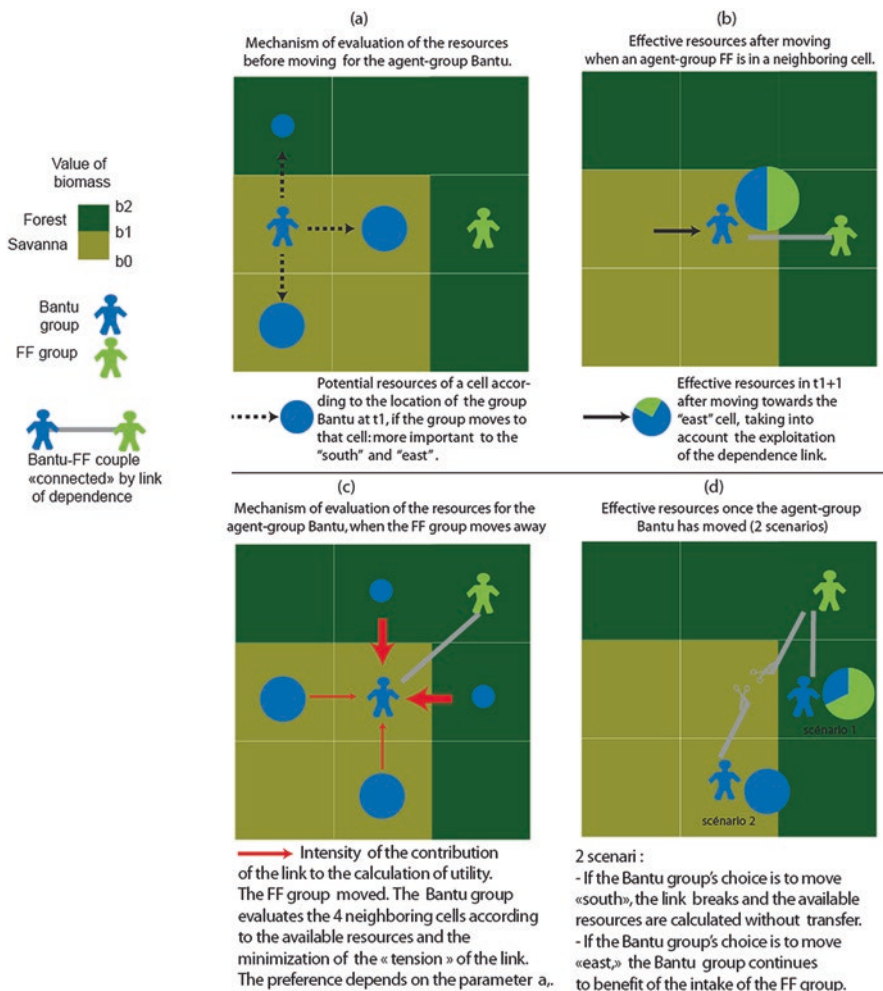 (a)
Mechanism of evaluation of the resources
before moving for the agent-group Bantu.
(b)
Effective resources after moving
when an agent-group FF is in a neighboring cell.
Value of
biomass
Forest
Savanna
b2
b1
b0
Bantu
group
FF group
Bantu-FF couple
«connected» by link
of dependence
Potential resources of a cell accor-
ding to the location of the group
Bantu at t1, if the group moves to
that cell: more important to the
"south" and "east".
Effective resources in t1+1
after moving towards the
"east" cell, taking into
account the exploitation
of the dependence link.
(c)
Mechanism of evaluation of the resources for the
agent-group Bantu, when the FF group moves away
(d)
Effective resources once the agent-group
Bantu has moved (2 scenarios)
scénario 1
scénario 2
Intensity of the contribution
of the link to the calculation of utility.
The FF group moved. The Bantu group
evaluates the 4 neighboring cells according
to the available resources and the
minimization of the « tension » of the link.
The preference depends on the parameter a,.
2 scenari :
- If the Bantu group's choice is to move
«south», the link breaks and the available
resources are calculated without transfer.
- If the Bantu group's choice is to move
«east,» the Bantu group continues
to benefit of the intake of the FF group.